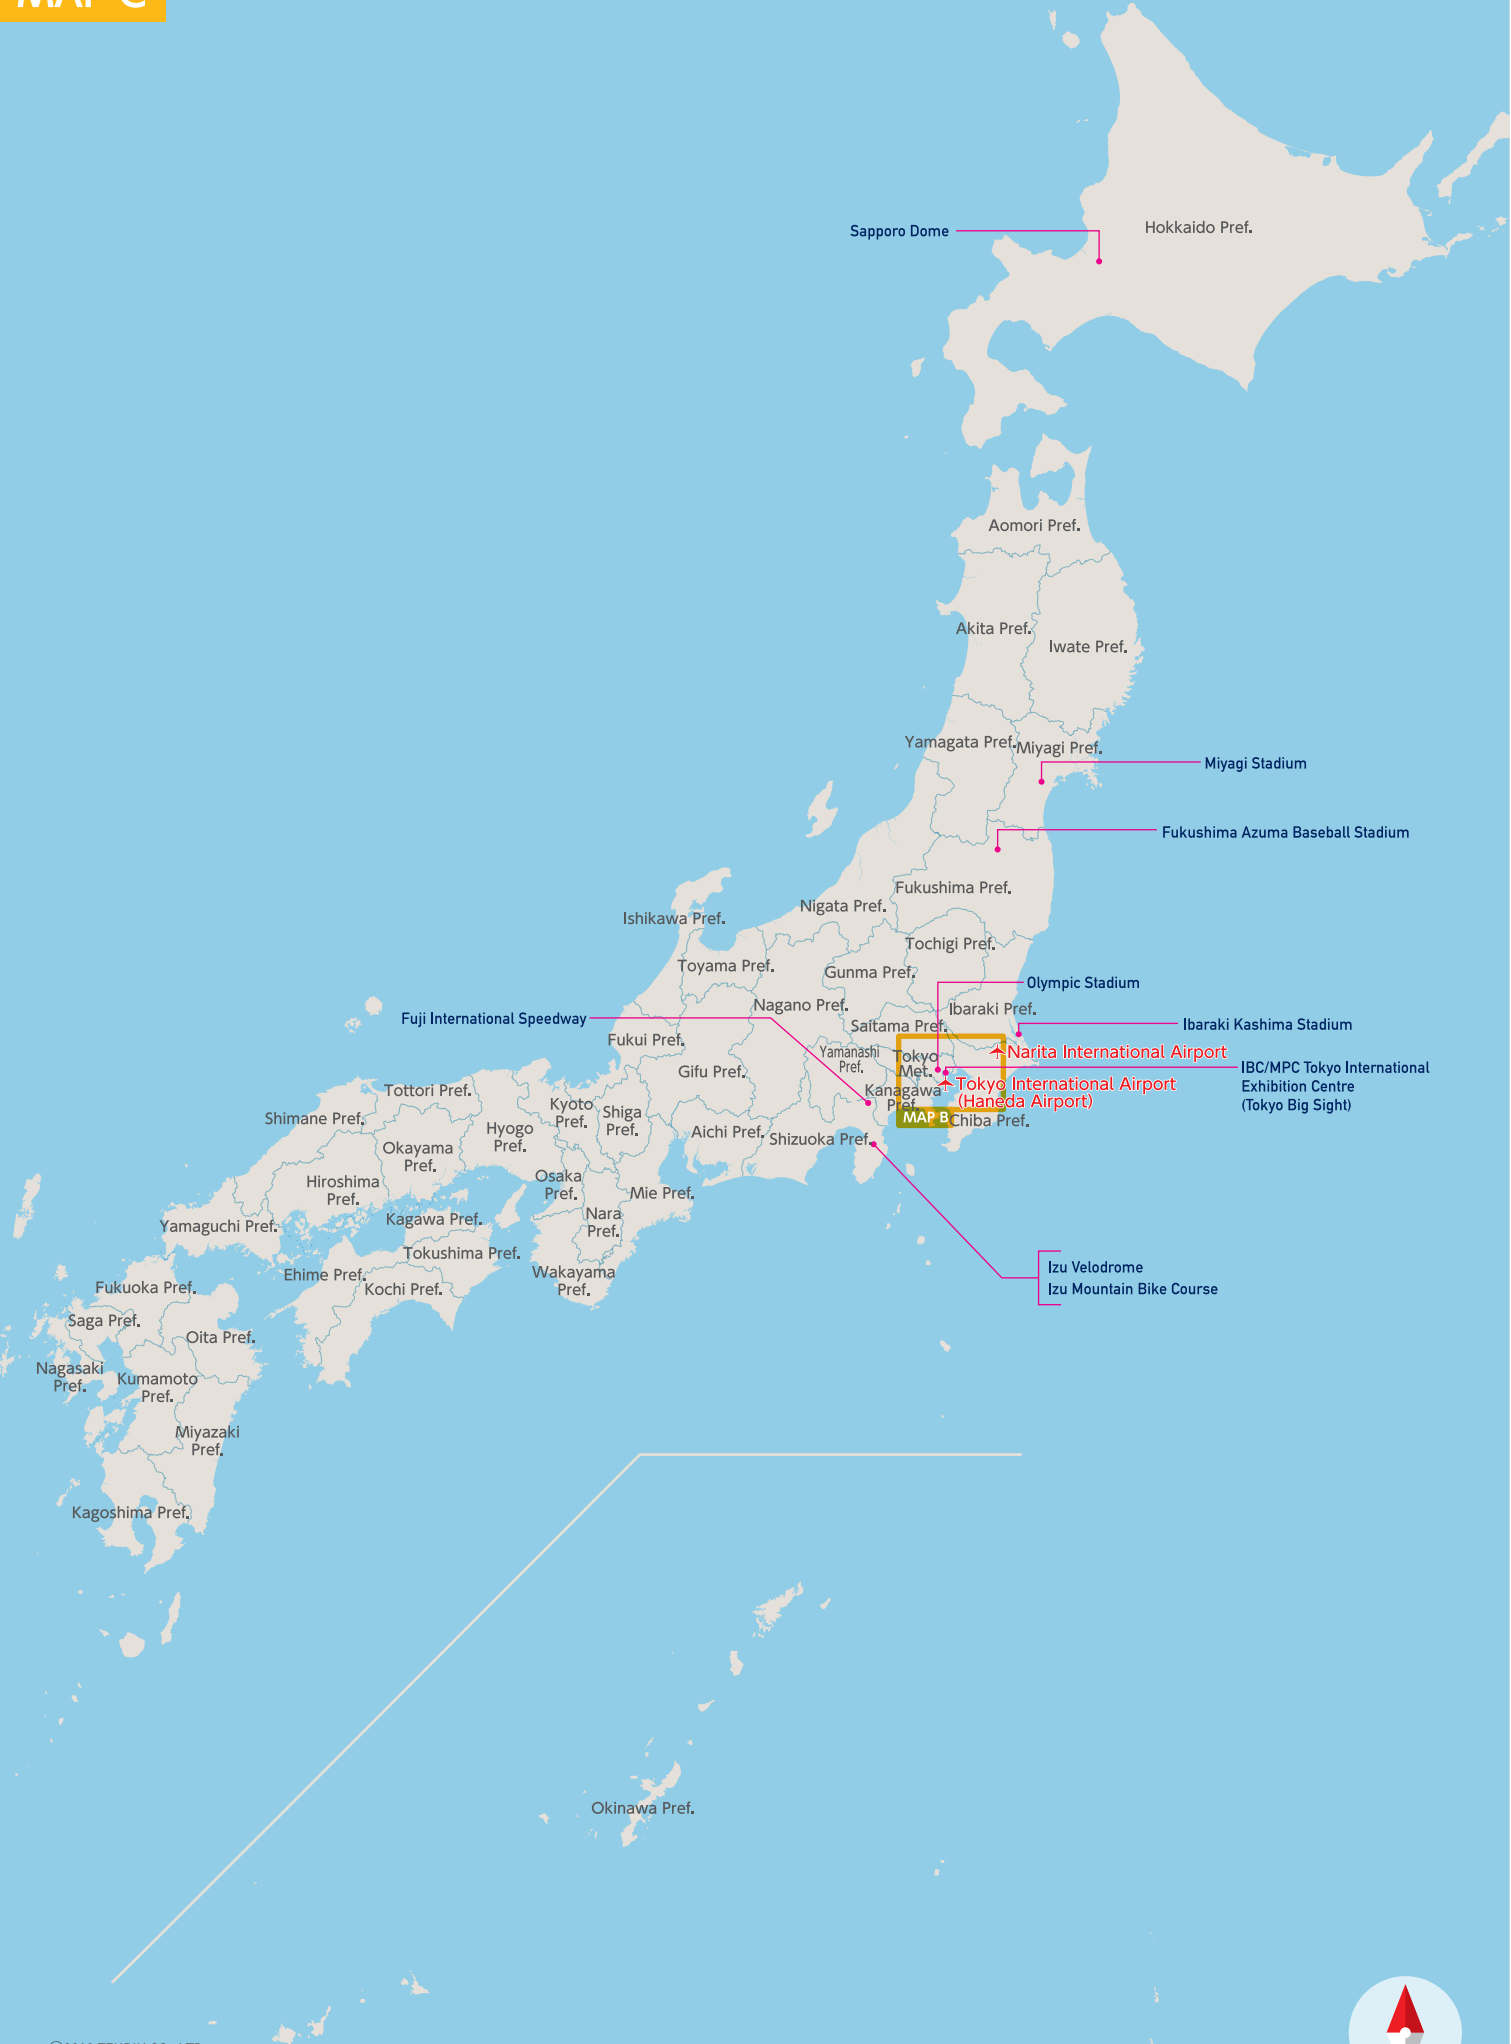 MAP C
Hokkaido Pref.
Sapporo Dome
Aomori Pref.
Akita Pref.
Iwate Pref.
Yamagata Pref.
Miyagi Pref.
Miyagi Stadium
Fukushima Azuma Baseball Stadium
Fukushima Pref.
Nigata Pref.
Ishikawa Pref.
Tochigi Pref.
Toyama Pref.
Gunma Pref.
Olympic Stadium
Nagano Pref.
Ibaraki Pref.
Fuji International Speedway
Saitama Pref.
Ibaraki Kashima Stadium
Fukui Pref.
Yamanashi
Pref.
Tokyo
Met.
Narita International Airport
Gifu Pref.
IBC/MPC Tokyo International
Exhibition Centre
(Tokyo Big Sight)
Tokyo International Airport
(Haneda Airport)
Kanagawa
Pref.
MAP B
Chiba Pref.
Tottori Pref.
Shimane Pref.
Kyoto
Pref.
Shiga
Pref.
Hyogo
Pref.
Aichi Pref.
Shizuoka Pref.
Okayama
Pref.
Hiroshima
Pref.
Osaka
Pref.
Mie Pref.
Nara
Pref.
Yamaguchi Pref.
Kagawa Pref.
Tokushima Pref.
Wakayama
Pref.
Izu Velodrome
Izu Mountain Bike Course
Ehime Pref.
Kochi Pref.
Fukuoka Pref.
Saga Pref.
Oita Pref.
Nagasaki
Pref.
Kumamoto
Pref.
Miyazaki
Pref.
Kagoshima Pref.
Okinawa Pref.